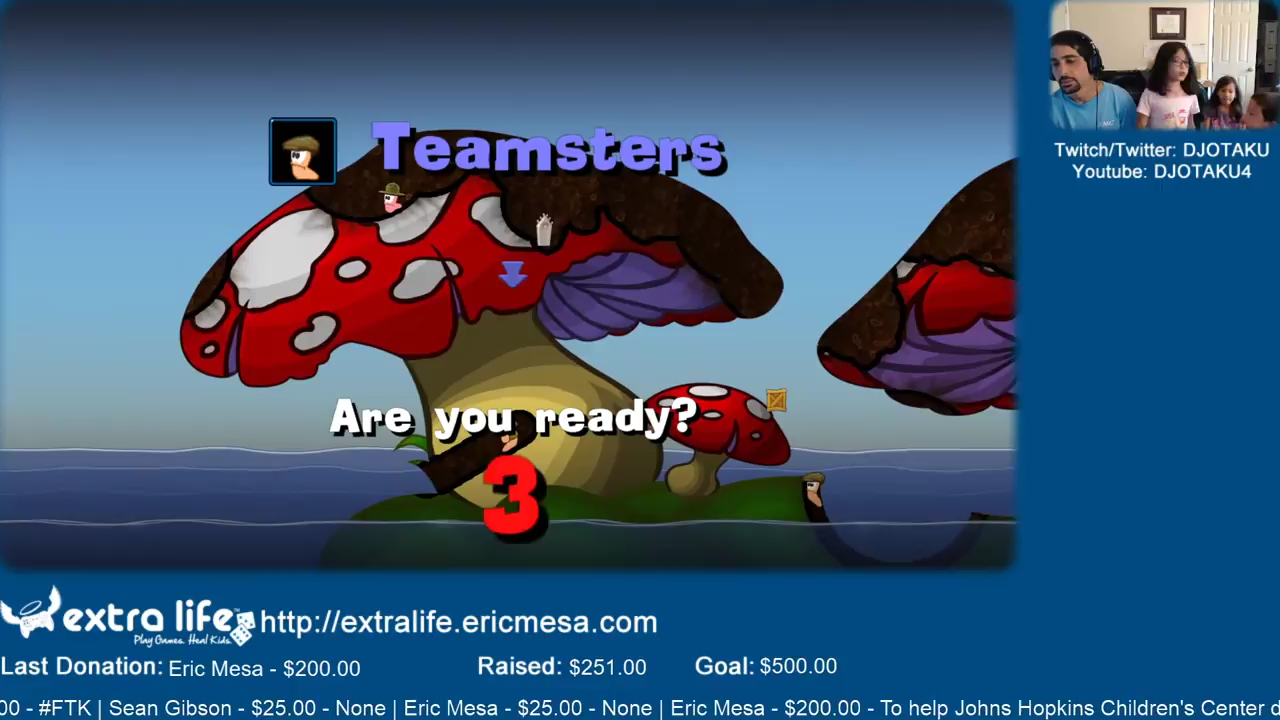 Teamsters
Are you ready?
3
Twitch/Twitter: DJOTAKU
Youtube: DJOTAKU4
extra life
Play Games. Heal Kids.
http://extralife.ericmesa.com
Last Donation: Eric Mesa - $200.00 Raised: $251.00 Goal: $500.00
00 - #FTK | Sean Gibson - $25.00 - None | Eric Mesa - $25.00 - None | Eric Mesa - $200.00 - To help Johns Hopkins Children's Center